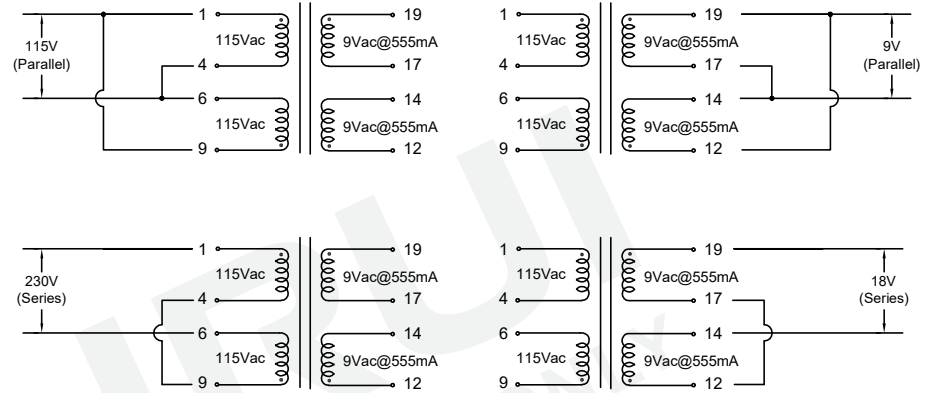 1 19 1 19
115V 115Vac 9Vac@555mA 115Vac 9Vac@555mA 9V
(Parallel) (Parallel)
4 17 4 17
6 14 6 14
115Vac 9Vac@555mA 115Vac 9Vac@555mA
9 12 9 12
1 19 1 19
230V 115Vac 9Vac@555mA 115Vac 9Vac@555mA 18V
(Series) (Series)
4 17 4 17
6 14 6 14
115Vac 9Vac@555mA 115Vac 9Vac@555mA
9 12 9 12